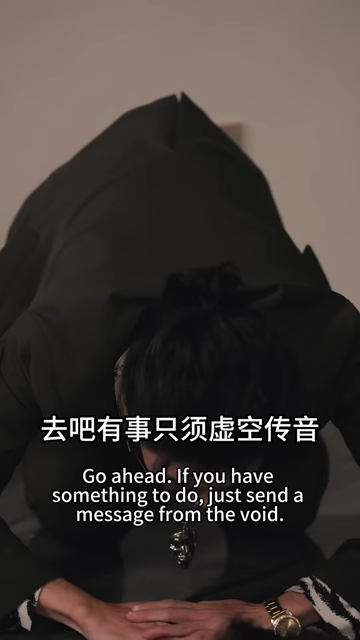 去吧有事只须虚空传音
Go ahead. If you have
something to do, just send a
message from the void.